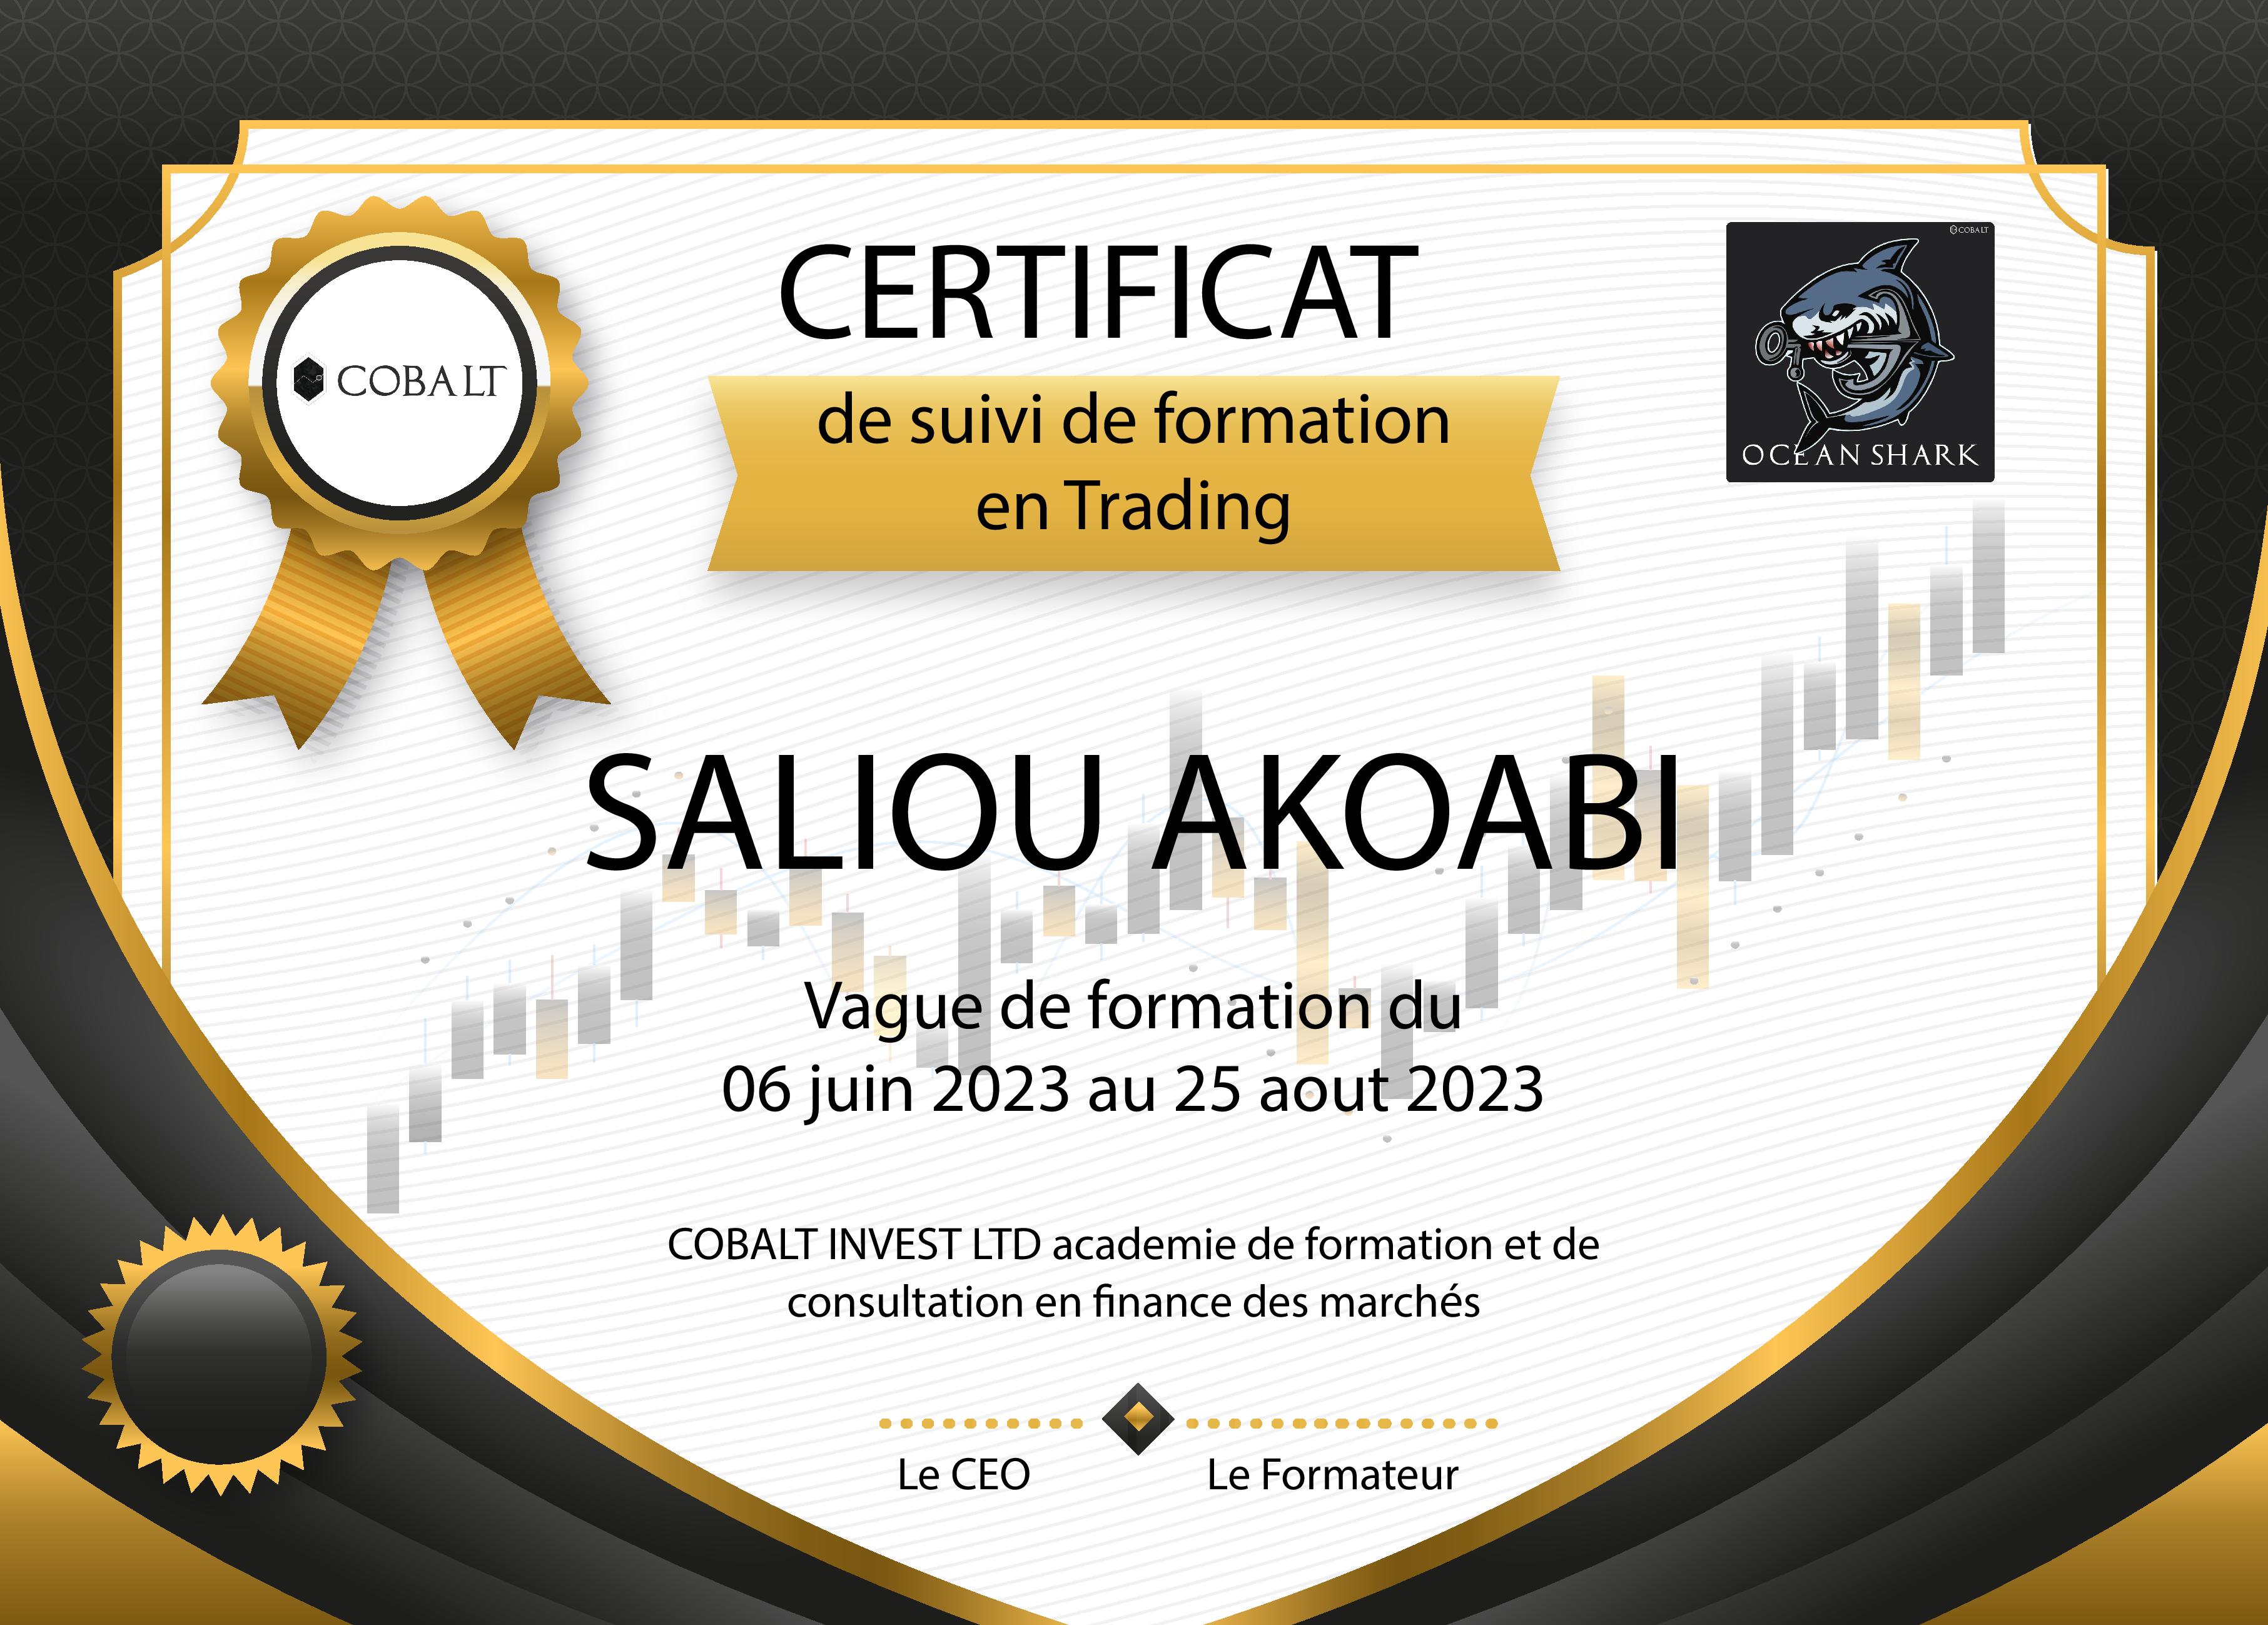 COBALT
CERTIFICAT
de suivi de formation
en Trading
COBALT
OCEAN SHARK
SALIOU AKOABI
Vague de formation du
06 juin 2023 au 25 aout 2023
COBALT INVEST LTD academie de formation et de
consultation en finance des marchés
Le CEO
Le Formateur